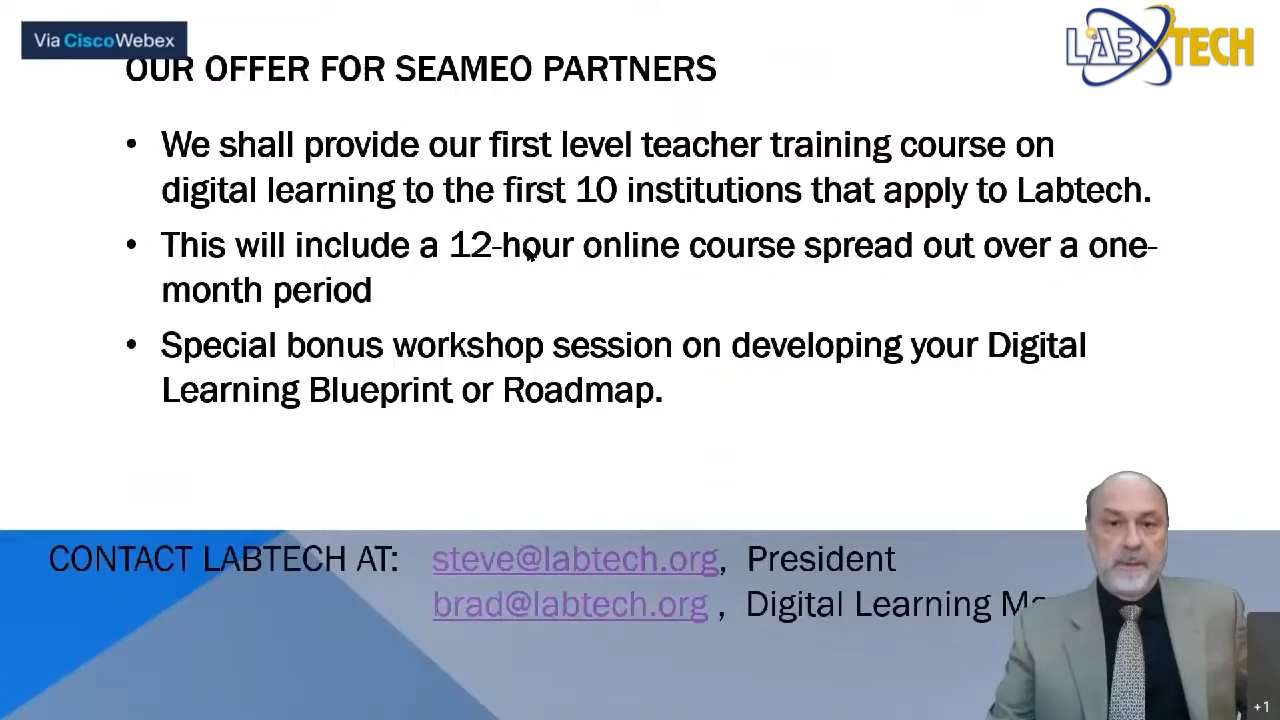 Via CiscoWebex
LABTECH
OUR OFFER FOR SEAMEO PARTNERS
• We shall provide our first level teacher training course on
digital learning to the first 10 institutions that apply to Labtech.
• This will include a 12-hour online course spread out over a one-
month period
• Special bonus workshop session on developing your Digital
Learning Blueprint or Roadmap.
CONTACT LABTECH AT: steve@labtech.org, President
brad@labtech.org , Digital Learning
+1